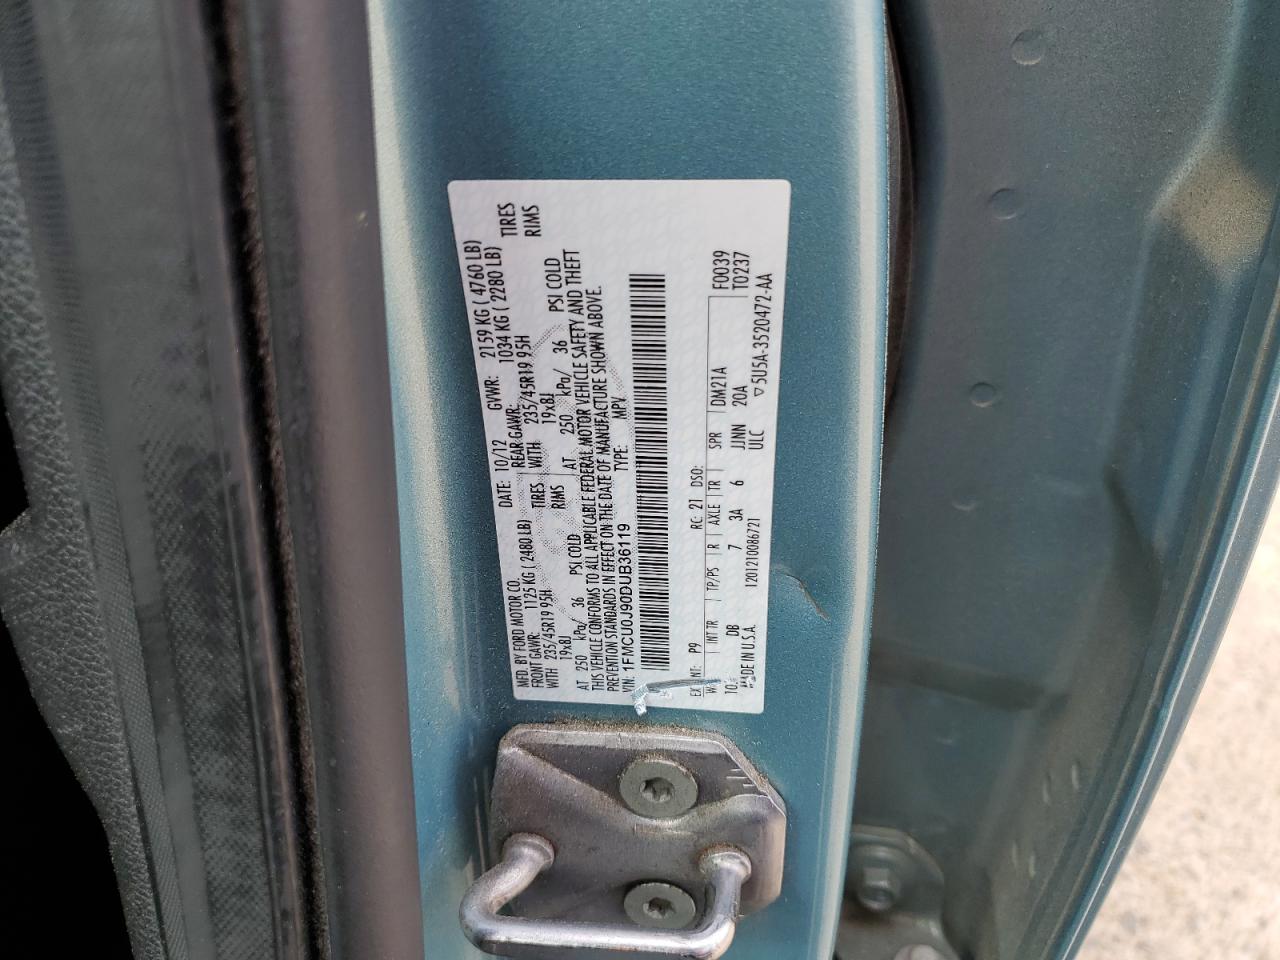 MFD. BY FORD MOTOR CO. DATE: 10/12 GVWR: 2159 KG ( 4760 LB)
FRONT GAWR: 1125 KG ( 2480 LB) REAR GAWR: 1034 KG ( 2280 LB)
WITH 235/45R19 95H TIRES WITH 235/45R19 95H TIRES
19x8J RIMS 19x8J RIMS
AT 250 kPa/ 36 PSI COLD AT 250 kPa/ 36 PSI COLD
THIS VEHICLE CONFORMS TO ALL APPLICABLE FEDERAL MOTOR VEHICLE SAFETY AND THEFT
PREVENTION STANDARDS IN EFFECT ON THE DATE OF MANUFACTURE SHOWN ABOVE.
VIN: 1FMCU0J90DUB36119 TYPE: MPV
EXT PNT: P9 RC: 21 DSO: F0039
INT TR TP/PS R AXLE TR SPR DM21A T0237
DB 7 3A 6 JJNN 20A
MADE IN U.S.A. 1201210086721 ULC ▽5U5A-3520472-AA